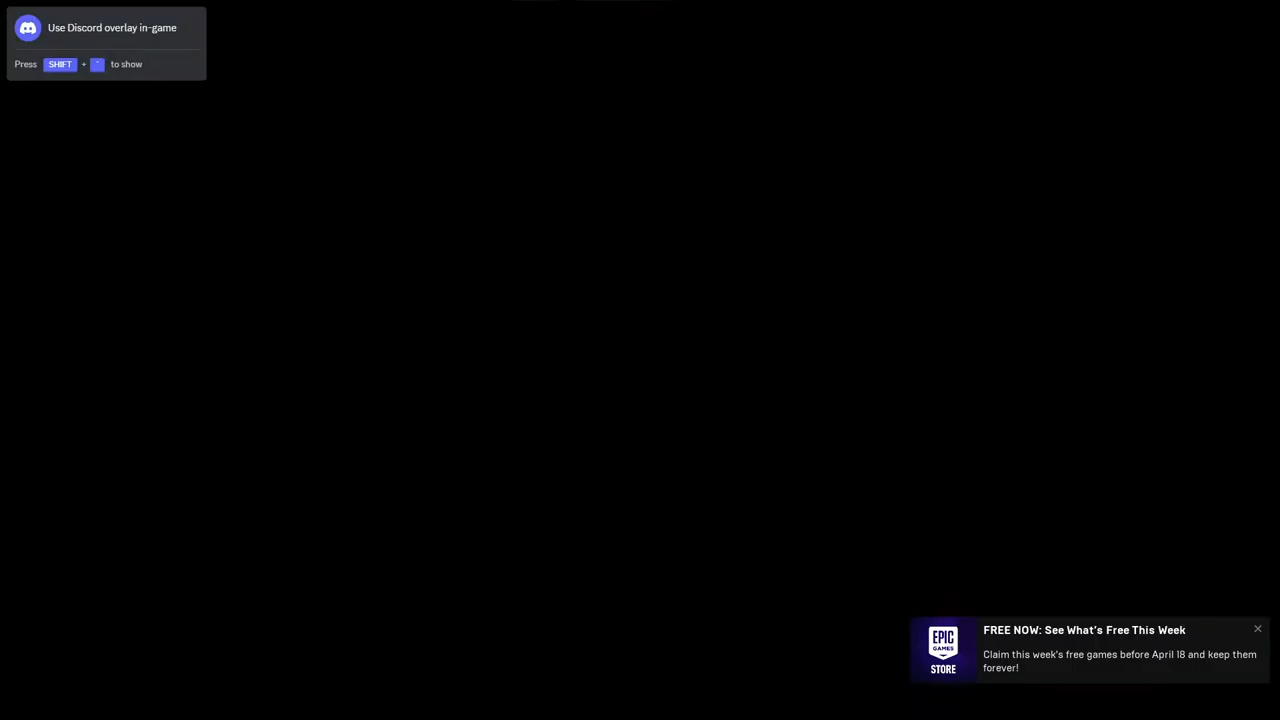 Use Discord overlay in-game
Press SHIFT + ` to show
EPIC
GAMES
STORE
FREE NOW: See What's Free This Week
Claim this week's free games before April 18 and keep them
forever!